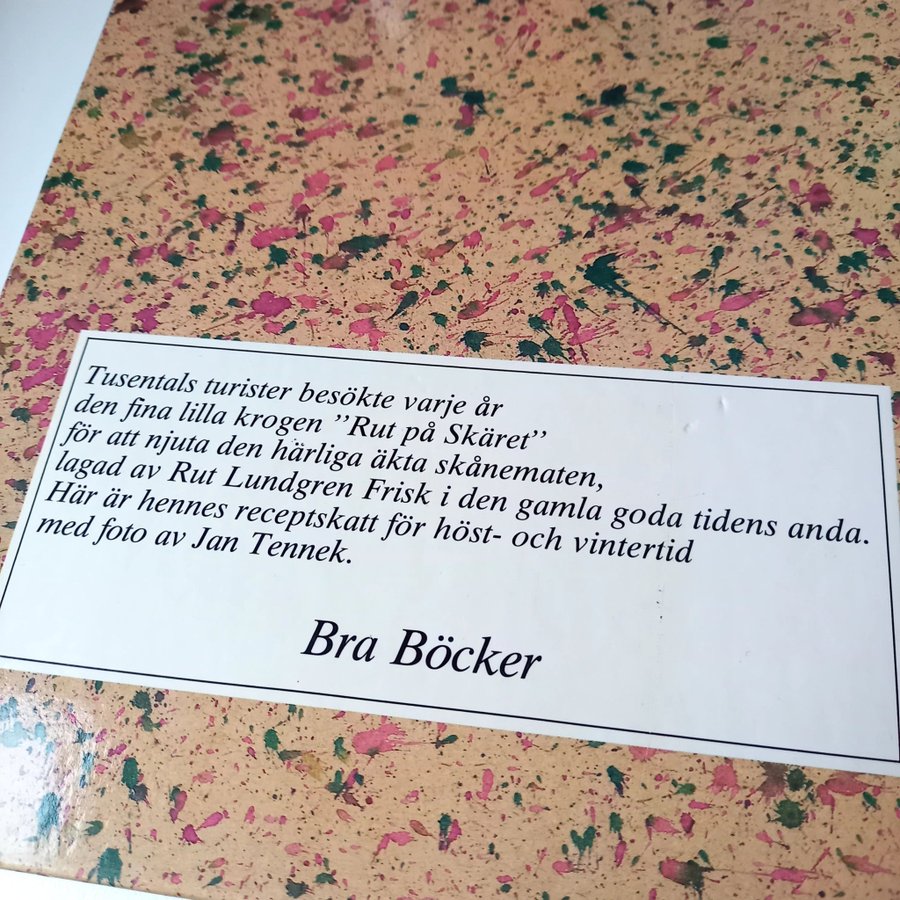 Tusentals turister besökte varje år
den fina lilla krogen ”Rut på Skäret”
för att njuta den härliga äkta skånematen,
lagad av Rut Lundgren Frisk i den gamla goda tidens anda.
Här är hennes receptskatt för höst- och vintertid
med foto av Jan Tennek.
Bra Böcker